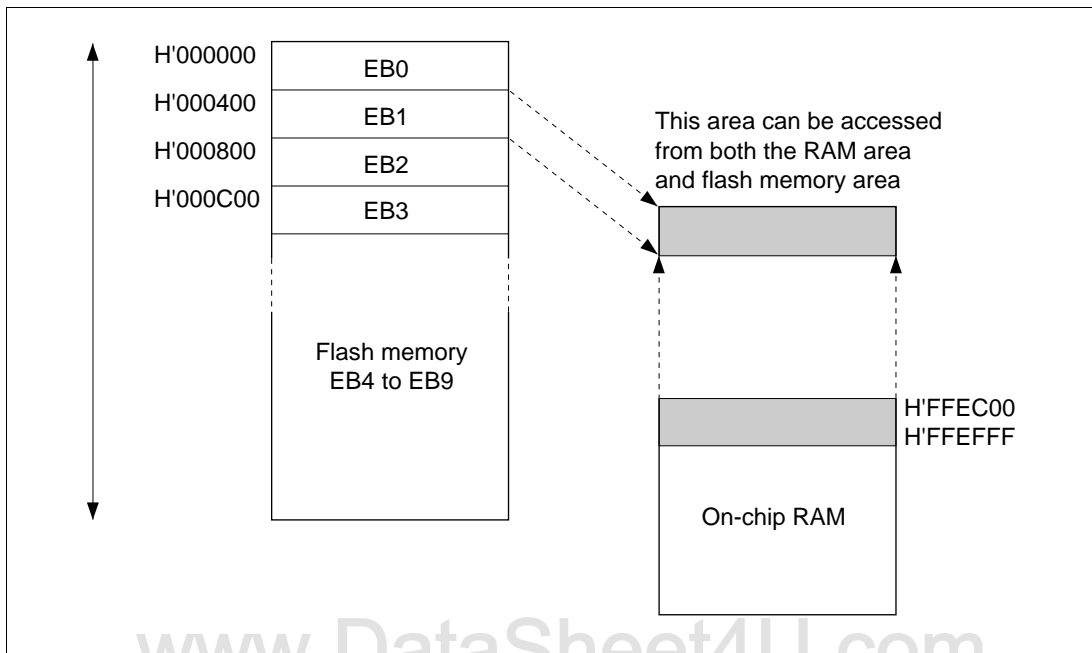 H'000000
EB0
H'000400
EB1
H'000800
EB2
H'000C00
EB3
This area can be accessed
from both the RAM area
and flash memory area
Flash memory
EB4 to EB9
H'FFEC00
H'FFEFFF
On-chip RAM
www.DataSheet4U.com